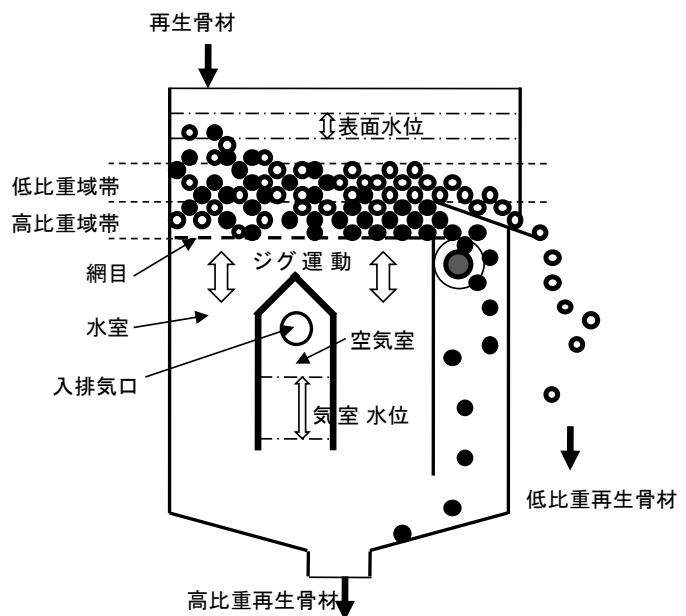 再生骨材
表面水位
低比重域帯
高比重域帯
ジグ運動
網目
水室
空気室
入排気口
気室水位
低比重再生骨材
高比重再生骨材